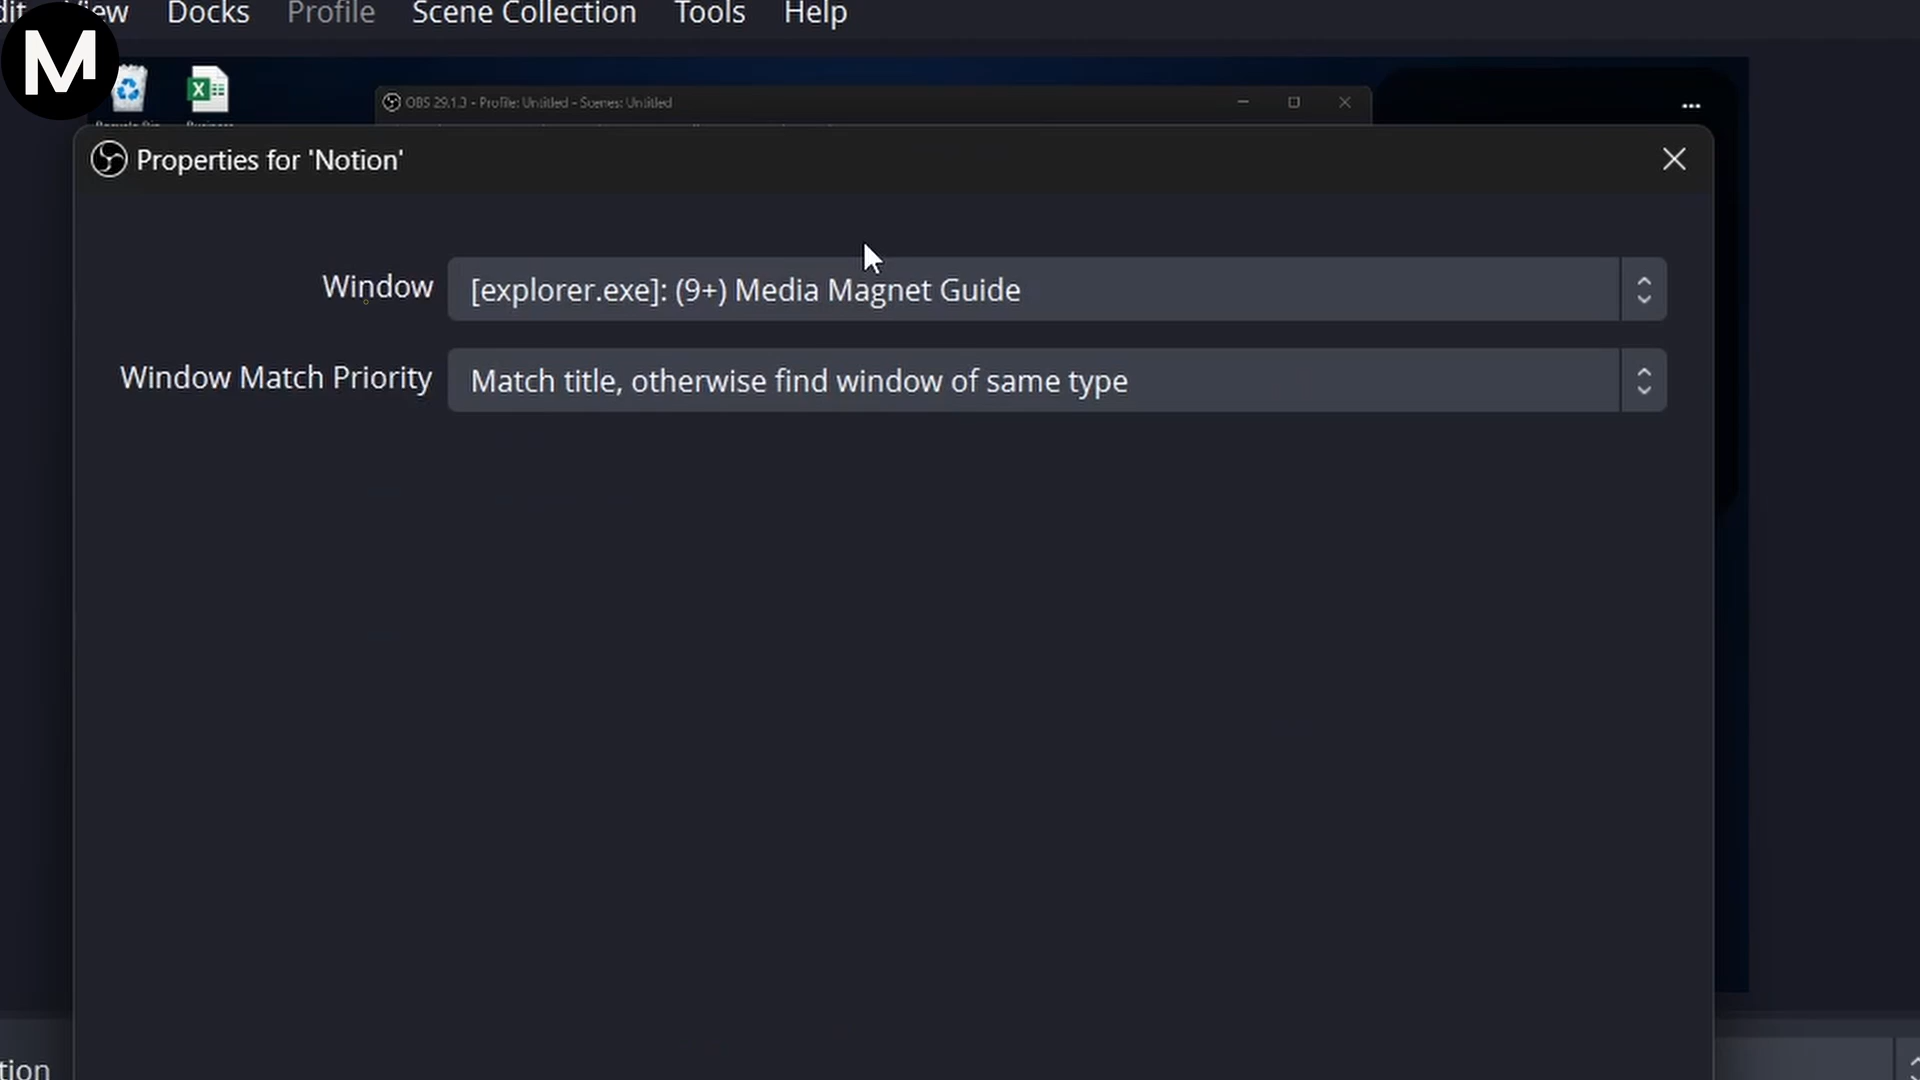 View Docks Profile Scene Collection Tools Help
M
OBS 29.1.3 - Profile: Untitled - Scenes: Untitled
Properties for 'Notion'
Window [explorer.exe]: (9+) Media Magnet Guide
Window Match Priority Match title, otherwise find window of same type
tion